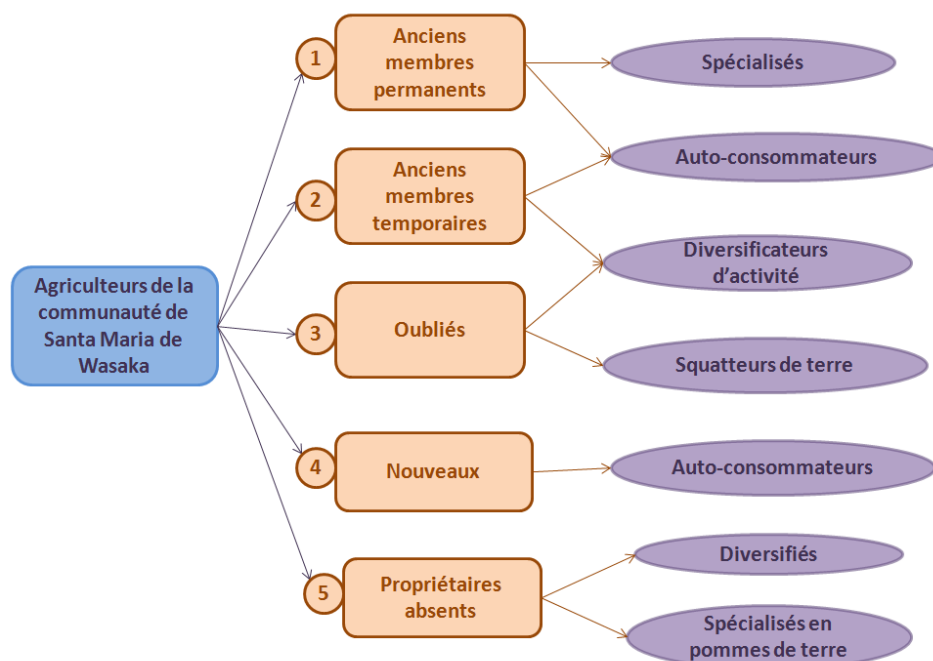 Agriculteurs de la
communauté de
Santa Maria de
Wasaka
1
Anciens
membres
permanents
2
Anciens
membres
temporaires
3
Oubliés
4
Nouveaux
5
Propriétaires
absents
Spécialisés
Auto-consommateurs
Diversificateurs
d'activité
Squatteurs de terre
Auto-consommateurs
Diversifiés
Spécialisés en
pommes de terre